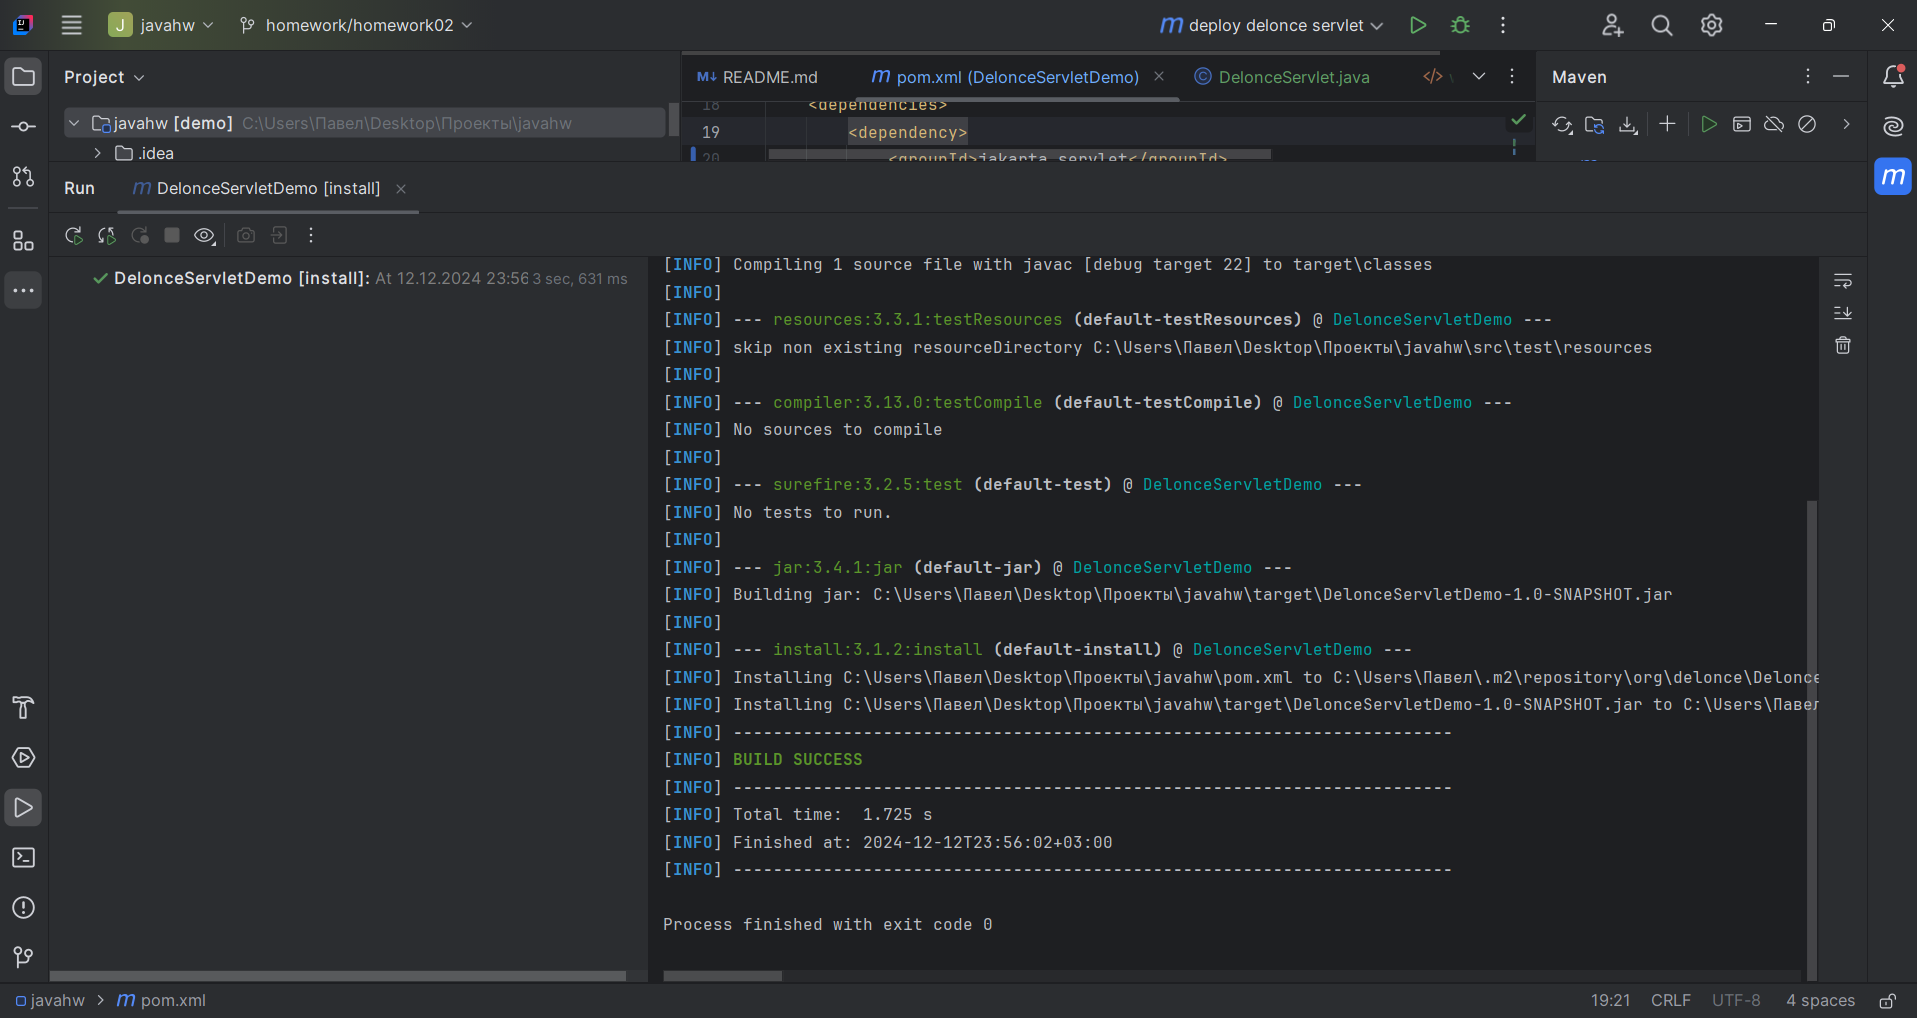 J javahw homework/homework02 m deploy delonce servlet
Project
M↓ README.md m pom.xml (DelonceServletDemo) C DelonceServlet.java </>
Maven
javahw [demo] C:\Users\Павел\Desktop\Проекты\javahw
.idea
18 <dependencies>
19 <dependency>
20 <groupId>jakarta.servlet</groupId>
Run m DelonceServletDemo [install]
m
DelonceServletDemo [install]: At 12.12.2024 23:56 3 sec, 631 ms
[INFO] Compiling 1 source file with javac [debug target 22] to target\classes
[INFO]
[INFO] --- resources:3.3.1:testResources (default-testResources) @ DelonceServletDemo ---
[INFO] skip non existing resourceDirectory C:\Users\Павел\Desktop\Проекты\javahw\src\test\resources
[INFO]
[INFO] --- compiler:3.13.0:testCompile (default-testCompile) @ DelonceServletDemo ---
[INFO] No sources to compile
[INFO]
[INFO] --- surefire:3.2.5:test (default-test) @ DelonceServletDemo ---
[INFO] No tests to run.
[INFO]
[INFO] --- jar:3.4.1:jar (default-jar) @ DelonceServletDemo ---
[INFO] Building jar: C:\Users\Павел\Desktop\Проекты\javahw\target\DelonceServletDemo-1.0-SNAPSHOT.jar
[INFO]
[INFO] --- install:3.1.2:install (default-install) @ DelonceServletDemo ---
[INFO] Installing C:\Users\Павел\Desktop\Проекты\javahw\pom.xml to C:\Users\Павел\.m2\repository\org\delonce\Delonce
[INFO] Installing C:\Users\Павел\Desktop\Проекты\javahw\target\DelonceServletDemo-1.0-SNAPSHOT.jar to C:\Users\Павел
[INFO] ------------------------------------------------------------------------
[INFO] BUILD SUCCESS
[INFO] ------------------------------------------------------------------------
[INFO] Total time:  1.725 s
[INFO] Finished at: 2024-12-12T23:56:02+03:00
[INFO] ------------------------------------------------------------------------
Process finished with exit code 0
javahw > m pom.xml
19:21 CRLF UTF-8 4 spaces